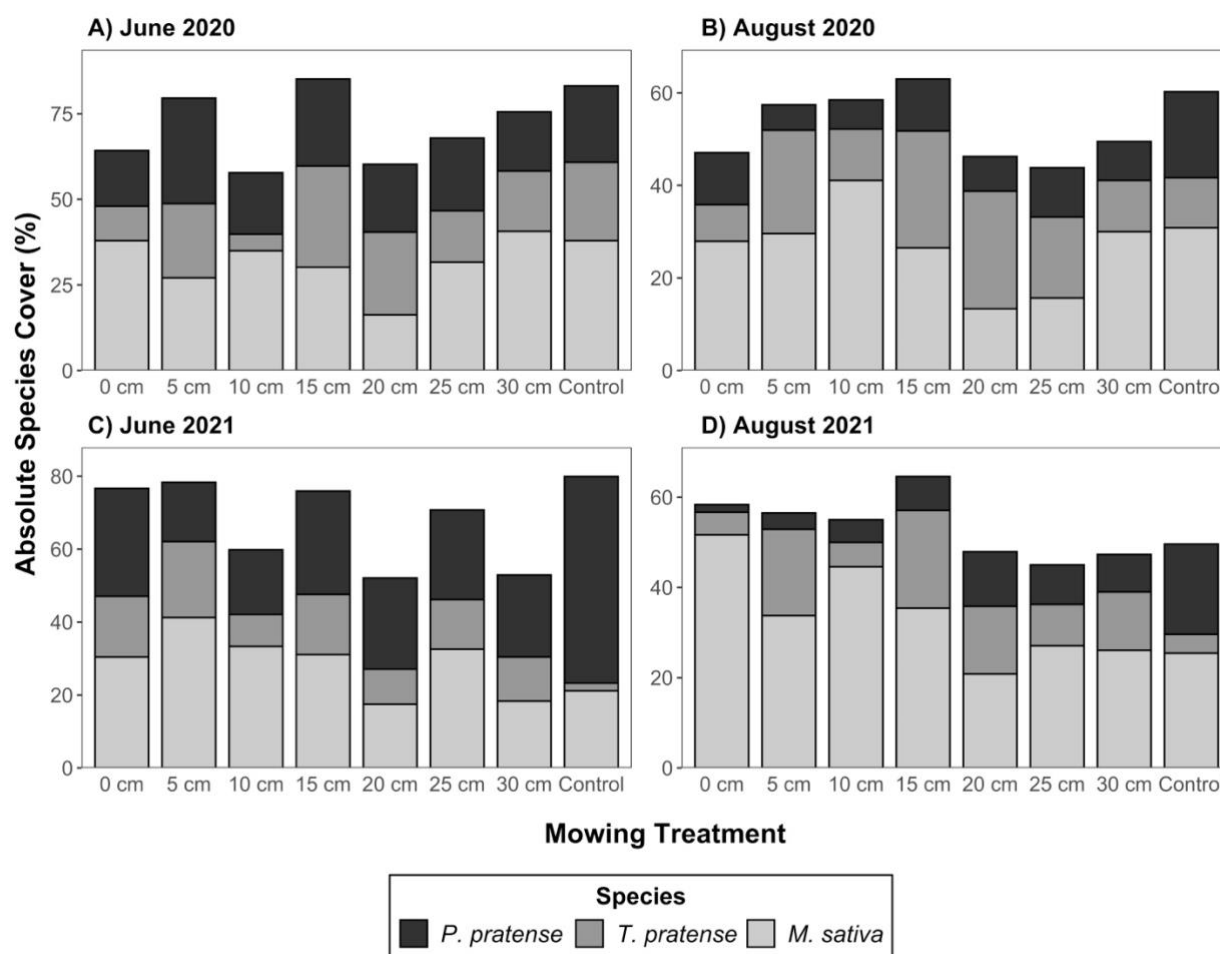 A) June 2020
B) August 2020
Absolute Species Cover (%)
75
50
25
0
0 cm 5 cm 10 cm 15 cm 20 cm 25 cm 30 cm Control
60
40
20
0
0 cm 5 cm 10 cm 15 cm 20 cm 25 cm 30 cm Control
C) June 2021
D) August 2021
80
60
40
20
0
0 cm 5 cm 10 cm 15 cm 20 cm 25 cm 30 cm Control
60
40
20
0
0 cm 5 cm 10 cm 15 cm 20 cm 25 cm 30 cm Control
Mowing Treatment
Species
P. pratense T. pratense M. sativa